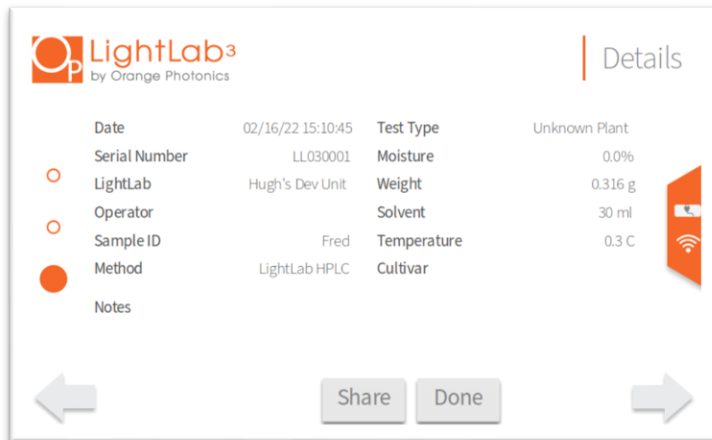 OP LightLab3
by Orange Photonics
Details
Date 02/16/22 15:10:45 Test Type Unknown Plant
Serial Number LL030001 Moisture 0.0%
LightLab Hugh's Dev Unit Weight 0.316 g
Operator Solvent 30 ml
Sample ID Fred Temperature 0.3 C
Method LightLab HPLC Cultivar
Notes
Share Done